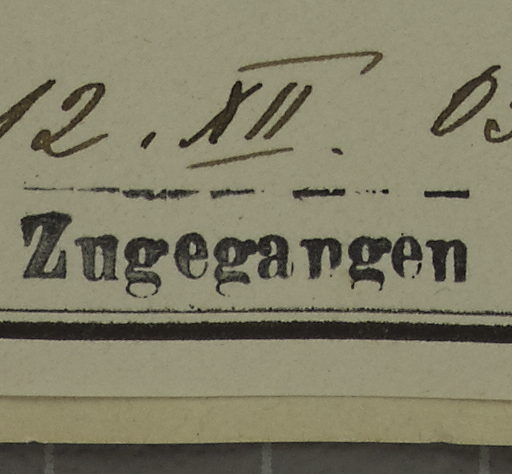 12. XII. 03
Zugegangen